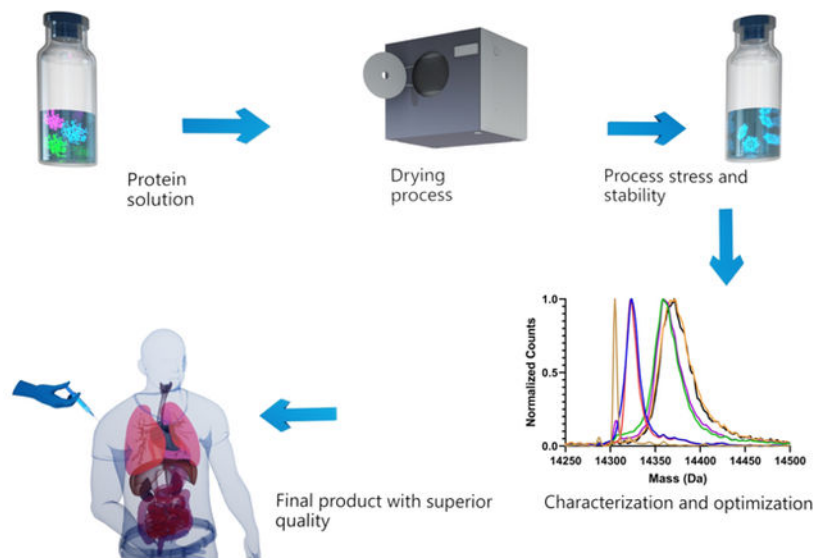 Protein
solution
Drying
process
Process stress and
stability
Normalized Counts
1.0
0.5
0.0
14250 14300 14350 14400 14450 14500
Mass (Da)
Characterization and optimization
Final product with superior
quality